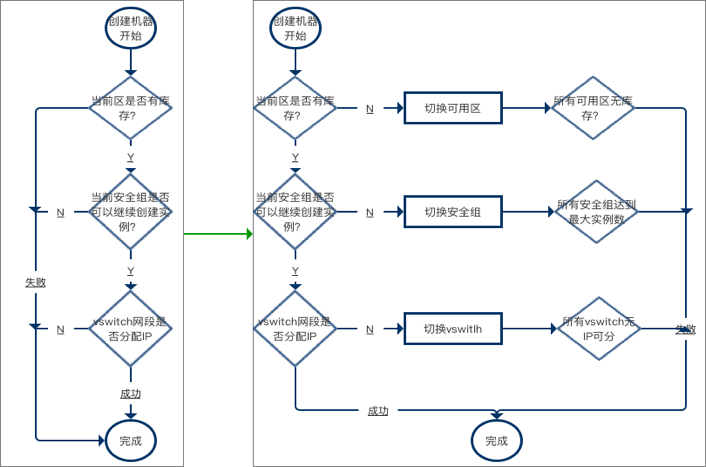 创建机器
开始
当前区是否有库
存?
Y
当前安全组是否
可以继续创建实
例?
N
Y
失败
vswitch网段是
否分配IP
N
成功
完成
创建机器
开始
当前区是否有库
存?
N
切换可用区
所有可用区无库
存?
Y
当前安全组是否
可以继续创建实
例?
N
切换安全组
所有安全组达到
最大实例数
Y
vswitch网段是
否分配IP
N
切换vswitlh
所有vswitch无
IP可分
失败
成功
完成